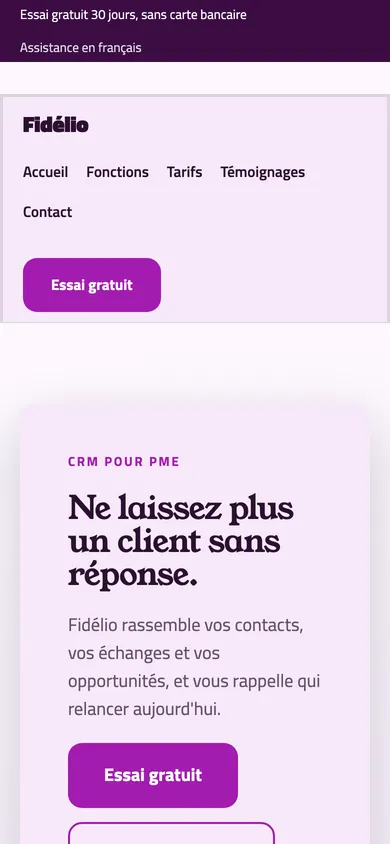 Essai gratuit 30 jours, sans carte bancaire
Assistance en français
Fidélio
Accueil Fonctions Tarifs Témoignages
Contact
Essai gratuit
CRM POUR PME
Ne laissez plus
un client sans
réponse.
Fidélio rassemble vos contacts,
vos échanges et vos
opportunités, et vous rappelle qui
relancer aujourd'hui.
Essai gratuit